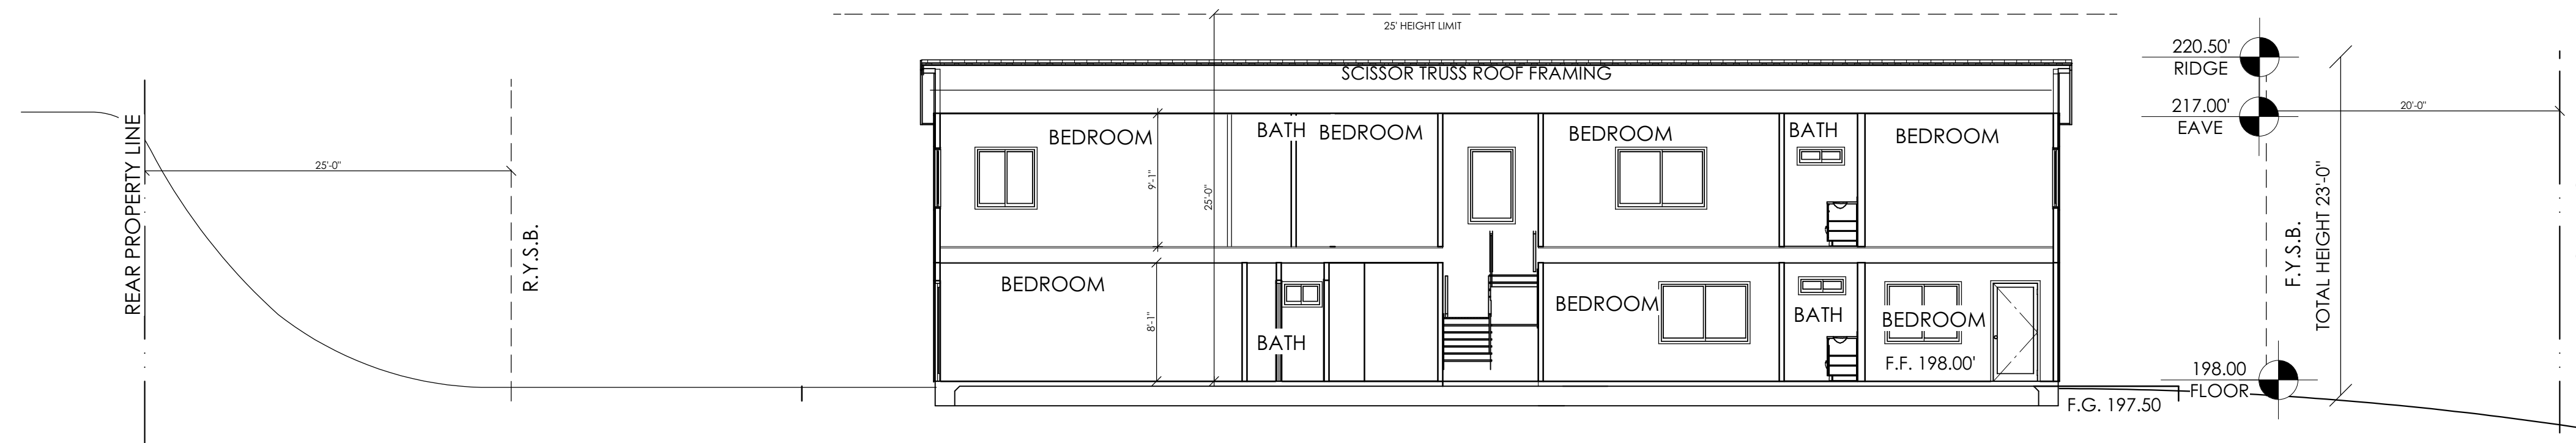 25' HEIGHT LIMIT
220.50'
RIDGE
SCISSOR TRUSS ROOF FRAMING
217.00'
EAVE
20'-0"
BEDROOM
BATH
BEDROOM
BEDROOM
BATH
BEDROOM
REAR PROPERTY LINE
25'-0"
R.Y.S.B.
9'-1"
25'-0"
F.Y.S.B.
TOTAL HEIGHT 23'-0"
BEDROOM
BATH
8'-1"
BEDROOM
BATH
BEDROOM
F.F. 198.00'
198.00
FLOOR
F.G. 197.50